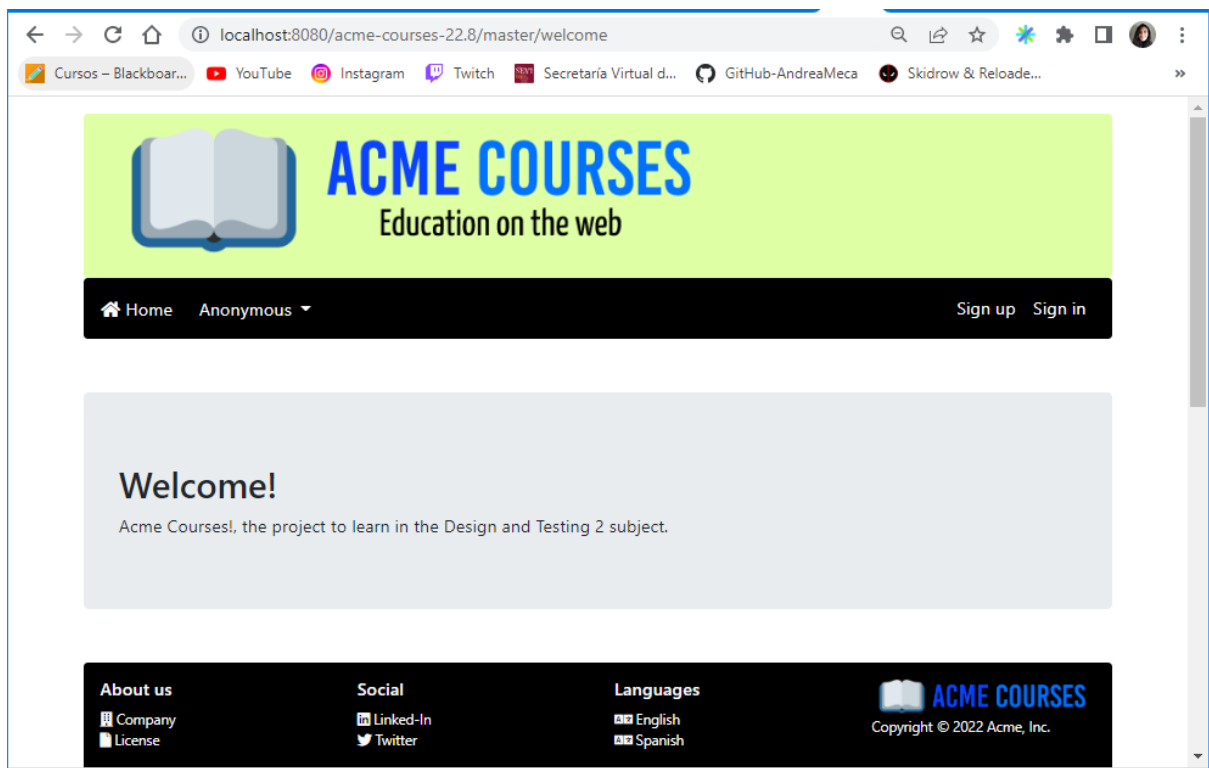 localhost:8080/acme-courses-22.8/master/welcome
Cursos – Blackboar... YouTube Instagram Twitch Secretaría Virtual d... GitHub-AndreaMeca Skidrow & Reloade... »
ACME COURSES
Education on the web
Home Anonymous Sign up Sign in
Welcome!
Acme Courses!, the project to learn in the Design and Testing 2 subject.
About us Social Languages ACME COURSES
Company Linked-In English Copyright © 2022 Acme, Inc.
License Twitter Spanish